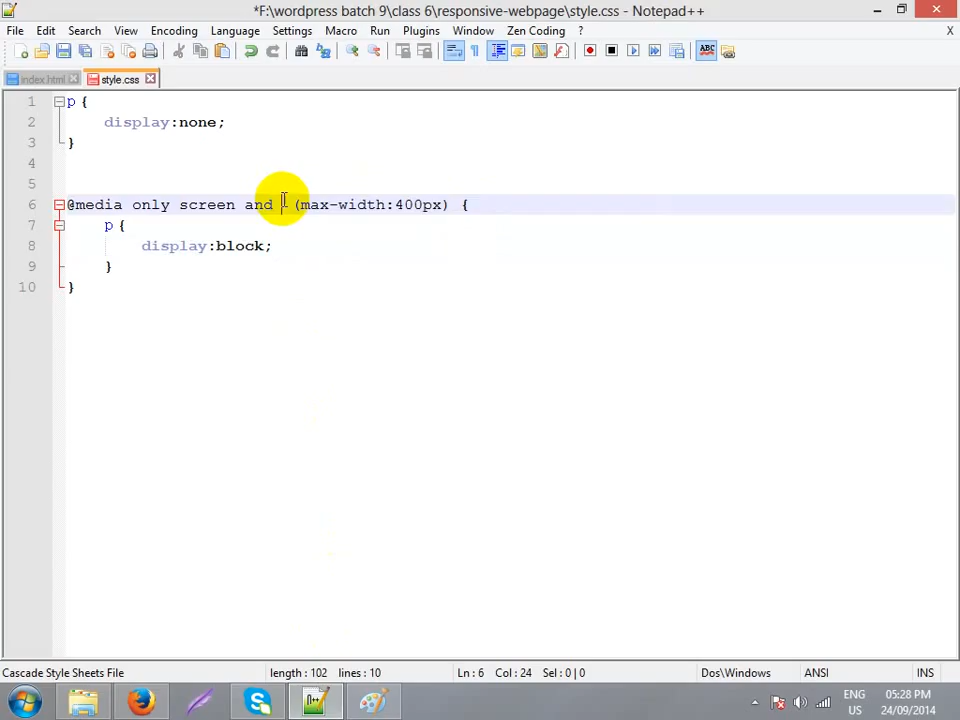 *F:\wordpress batch 9\class 6\responsive-webpage\style.css - Notepad++
File Edit Search View Encoding Language Settings Macro Run Plugins Window Zen Coding ? X
index.html style.css
1 p {
2 display:none;
3 }
4
5
6 @media only screen and (max-width:400px) {
7 p {
8 display:block;
9 }
10 }
Cascade Style Sheets File length : 102 lines : 10 Ln : 6 Col : 24 Sel : 0 | 0 Dos\Windows ANSI INS
ENG 05:28 PM
US 24/09/2014